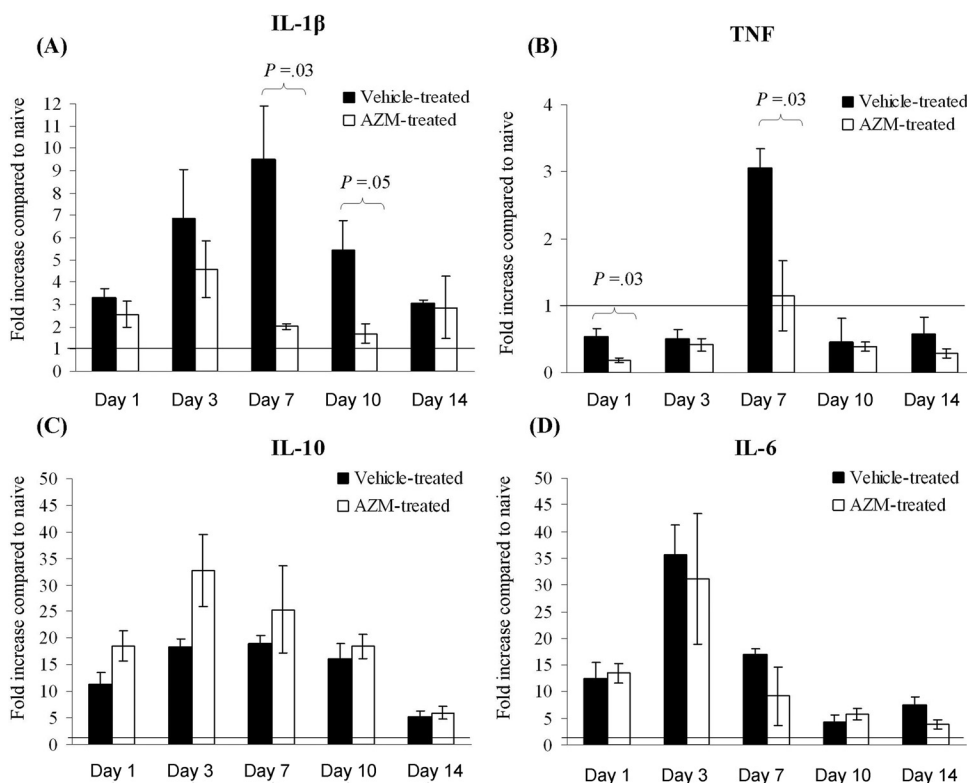 (A)
IL-1β
P =.03
Vehicle-treated
AZM-treated
P =.05
Fold increase compared to naive
12
11
10
9
8
7
6
5
4
3
2
1
0
Day 1 Day 3 Day 7 Day 10 Day 14
(B)
TNF
P =.03
Vehicle-treated
AZM-treated
P =.03
Fold increase compared to naive
4
3
2
1
0
Day 1 Day 3 Day 7 Day 10 Day 14
(C)
IL-10
Vehicle-treated
AZM-treated
Fold increase compared to naive
50
45
40
35
30
25
20
15
10
5
0
Day 1 Day 3 Day 7 Day 10 Day 14
(D)
IL-6
Vehicle-treated
AZM-treated
Fold increase compared to naive
50
45
40
35
30
25
20
15
10
5
0
Day 1 Day 3 Day 7 Day 10 Day 14